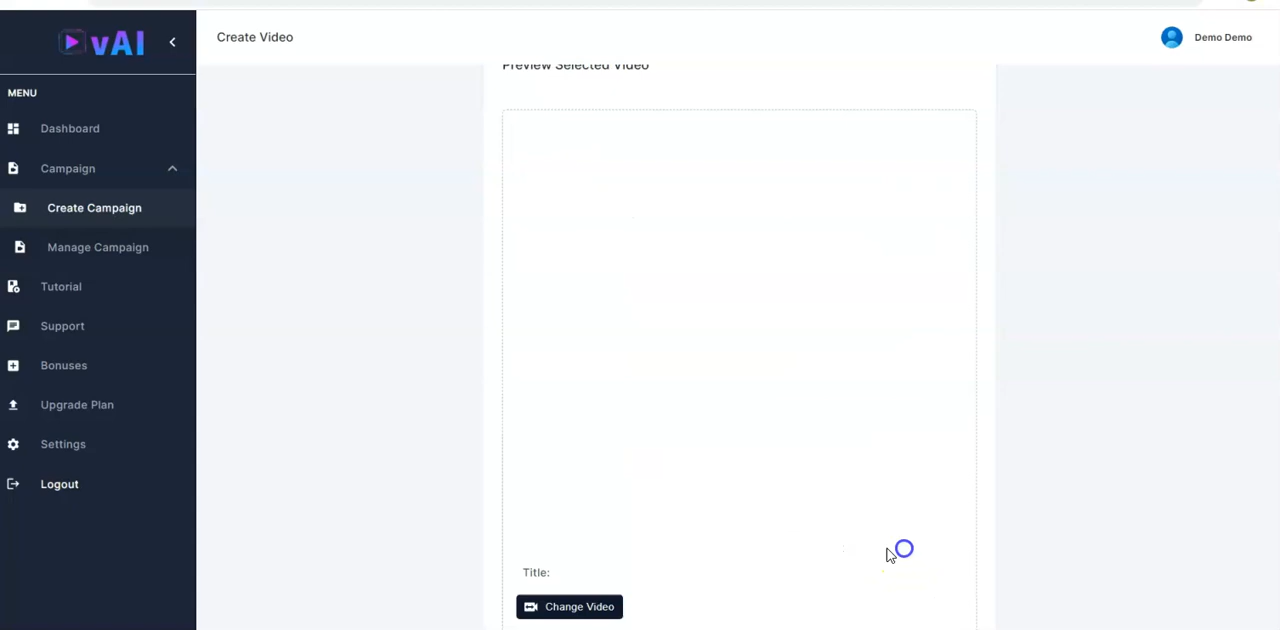 vAI
Create Video
Demo Demo
MENU
Dashboard
Campaign
Create Campaign
Manage Campaign
Tutorial
Support
Bonuses
Upgrade Plan
Settings
Logout
Preview Selected Video
Title:
Change Video